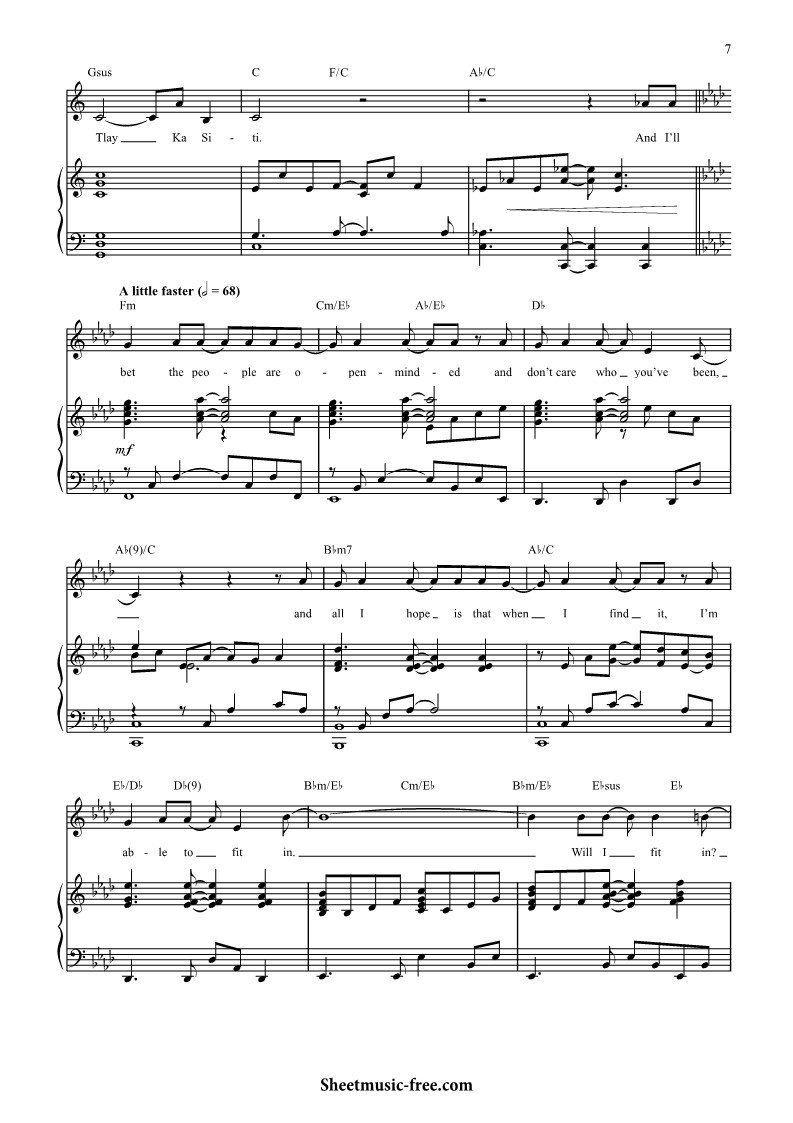 7
Gsus C F/C A♭/C
Tlay Ka Si - ti. And I'll
A little faster (𝅗𝅥 = 68)
Fm Cm/E♭ A♭/E♭ D♭
bet the peo - ple are o - pen - mind - ed and don't care who you've been,
mf
A♭(9)/C B♭m7 A♭/C
and all I hope is that when I find it, I'm
E♭/D♭ D♭(9) B♭m/E♭ Cm/E♭ B♭m/E♭ E♭sus E♭
ab - le to fit in. Will I fit in?
Sheetmusic-free.com